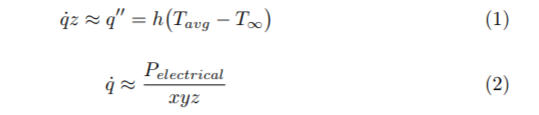 q̇z ≈ q″ = h(T_avg − T_∞) (1)
q̇ ≈ P_electrical / xyz (2)